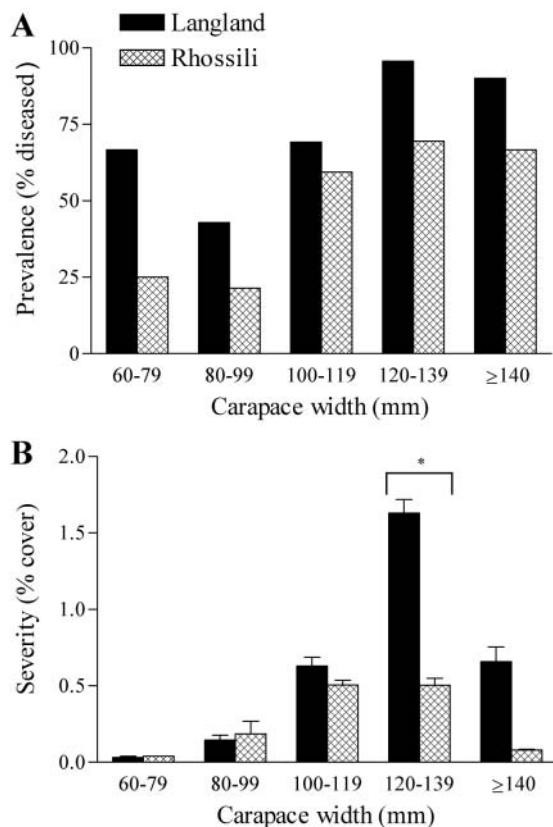 A
Langland
Rhossili
Prevalence (% diseased )
100
75
50
25
0
60-79 80-99 100-119 120-139 ≥140
Carapace width (mm)
B
Severity (% cover)
2.0
*
1.5
1.0
0.5
0.0
60-79 80-99 100-119 120-139 ≥140
Carapace width (mm)